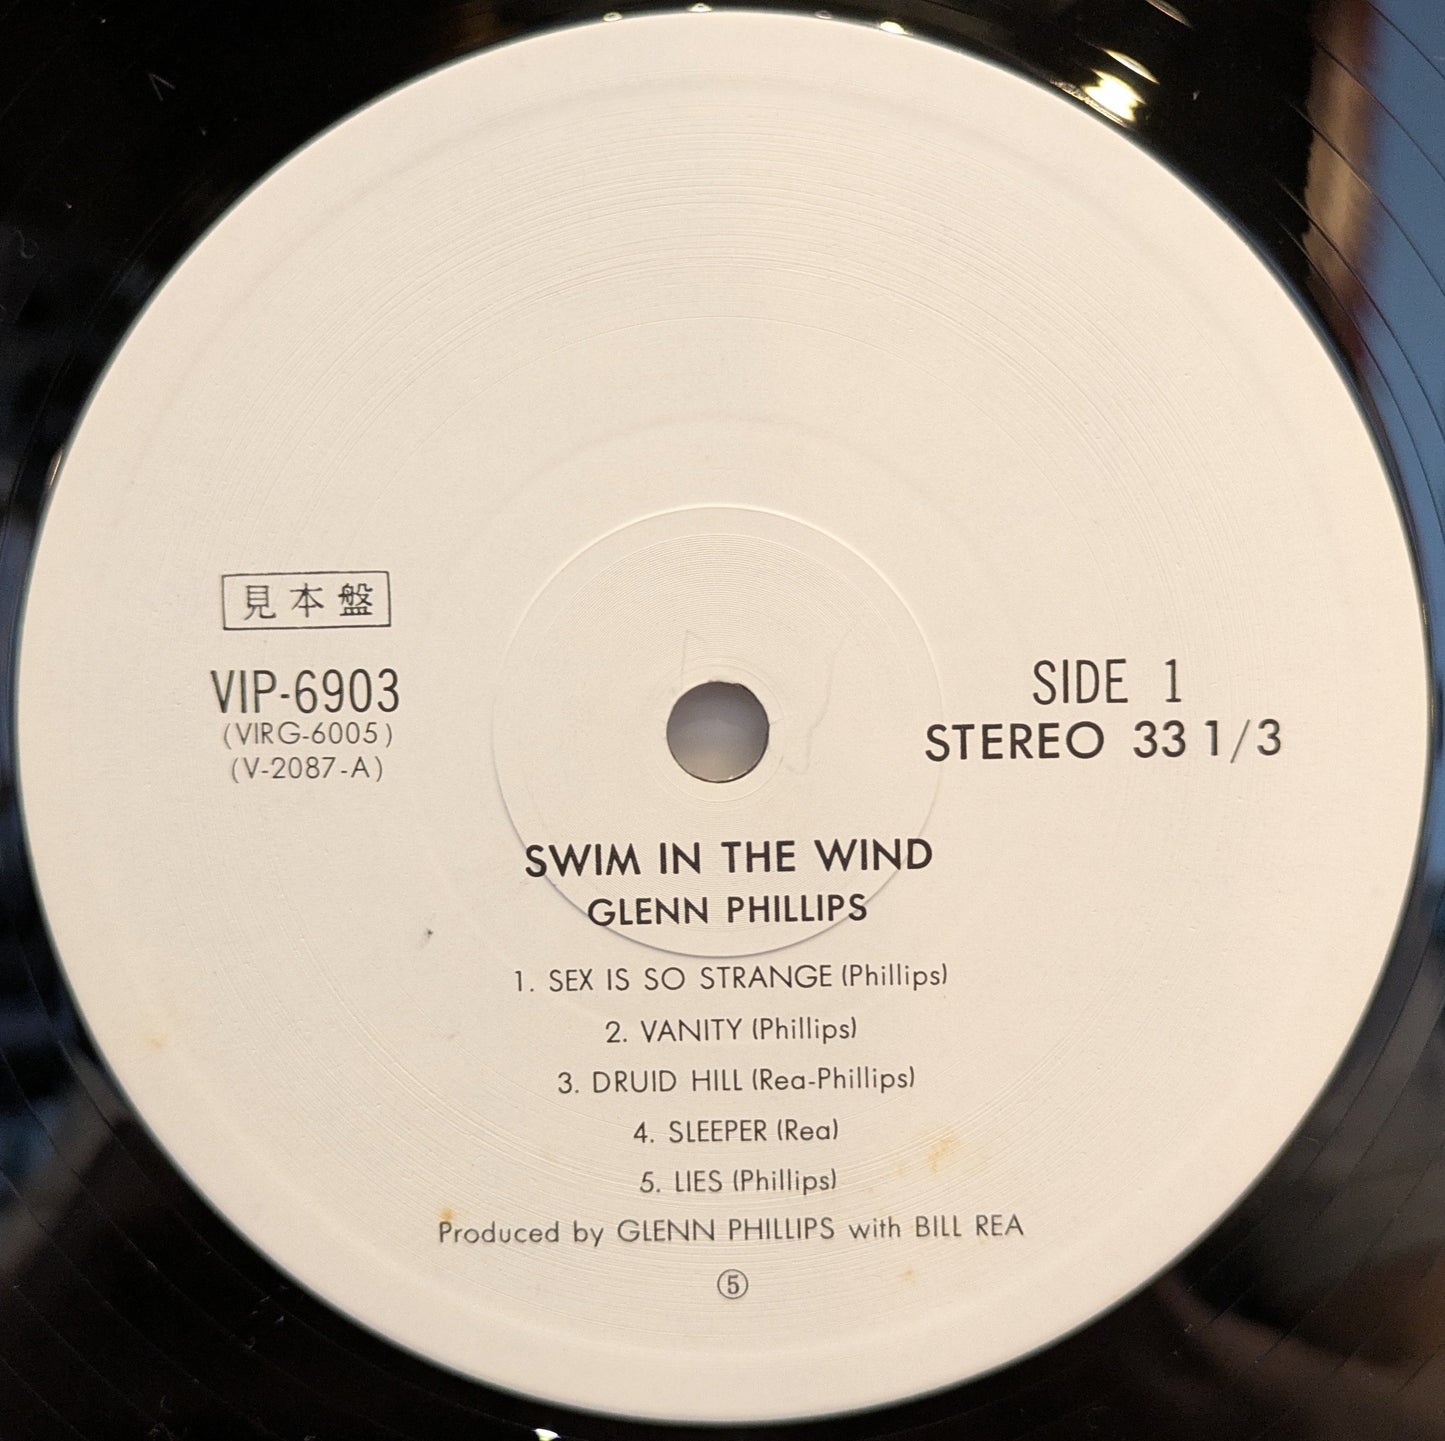 見本盤
VIP-6903
(VIRG-6005)
(V-2087-A)
SIDE 1
STEREO 33 1/3
SWIM IN THE WIND
GLENN PHILLIPS
1. SEX IS SO STRANGE (Phillips)
2. VANITY (Phillips)
3. DRUID HILL (Rea-Phillips)
4. SLEEPER (Rea)
5. LIES (Phillips)
Produced by GLENN PHILLIPS with BILL REA
⑤